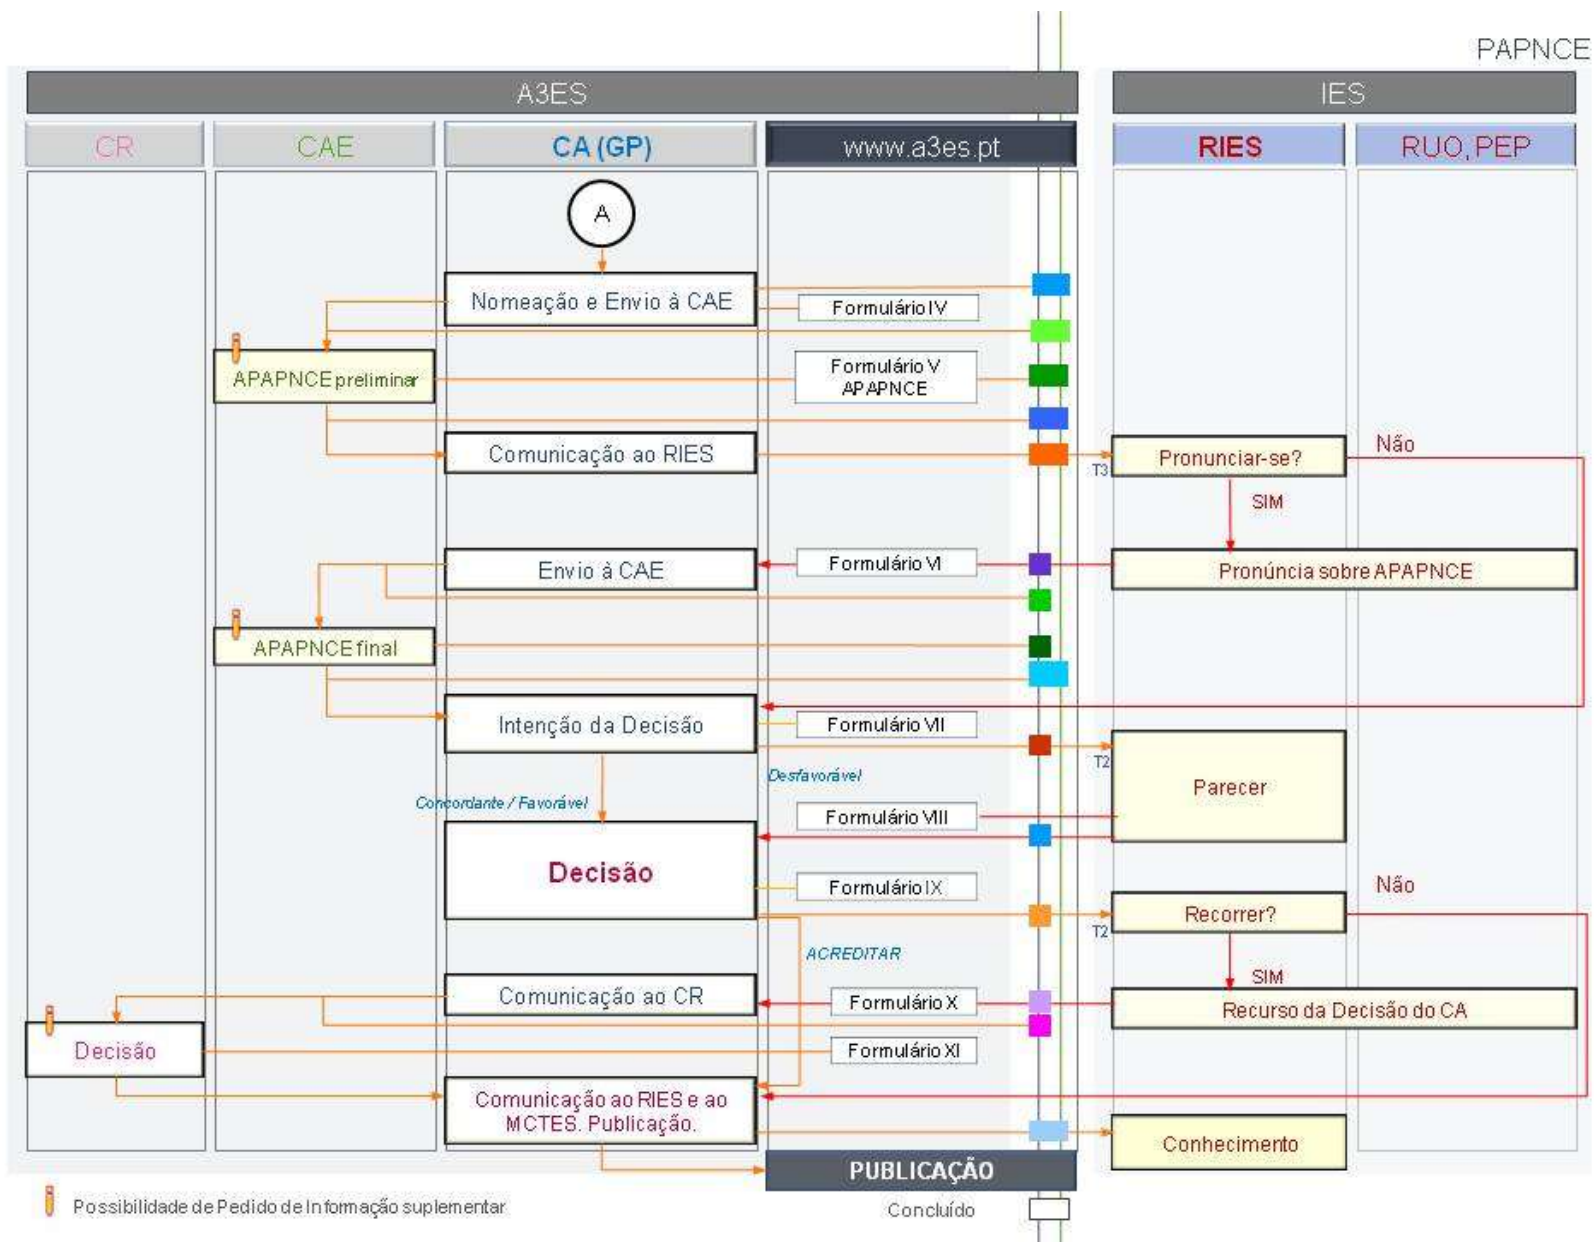 PAPNCE
A3ES
IES
CR
CAE
CA (GP)
www.a3es.pt
RIES
RUO, PEP
A
Nomeação e Envio à CAE
Formulário IV
APAPNCE preliminar
Formulário V
APAPNCE
Comunicação ao RIES
T3
Pronunciar-se?
Não
SIM
Envio à CAE
Formulário VI
Pronúncia sobre APAPNCE
APAPNCE final
Intenção da Decisão
Formulário VII
T2
Desfavorável
Parecer
Concordante / Favorável
Formulário VIII
Decisão
Formulário IX
Não
Recorrer?
T2
ACREDITAR
SIM
Comunicação ao CR
Formulário X
Recurso da Decisão do CA
Decisão
Formulário XI
Comunicação ao RIES e ao
MCTES. Publicação.
Conhecimento
PUBLICAÇÃO
Possibilidade de Pedido de Informação suplementar
Concluído